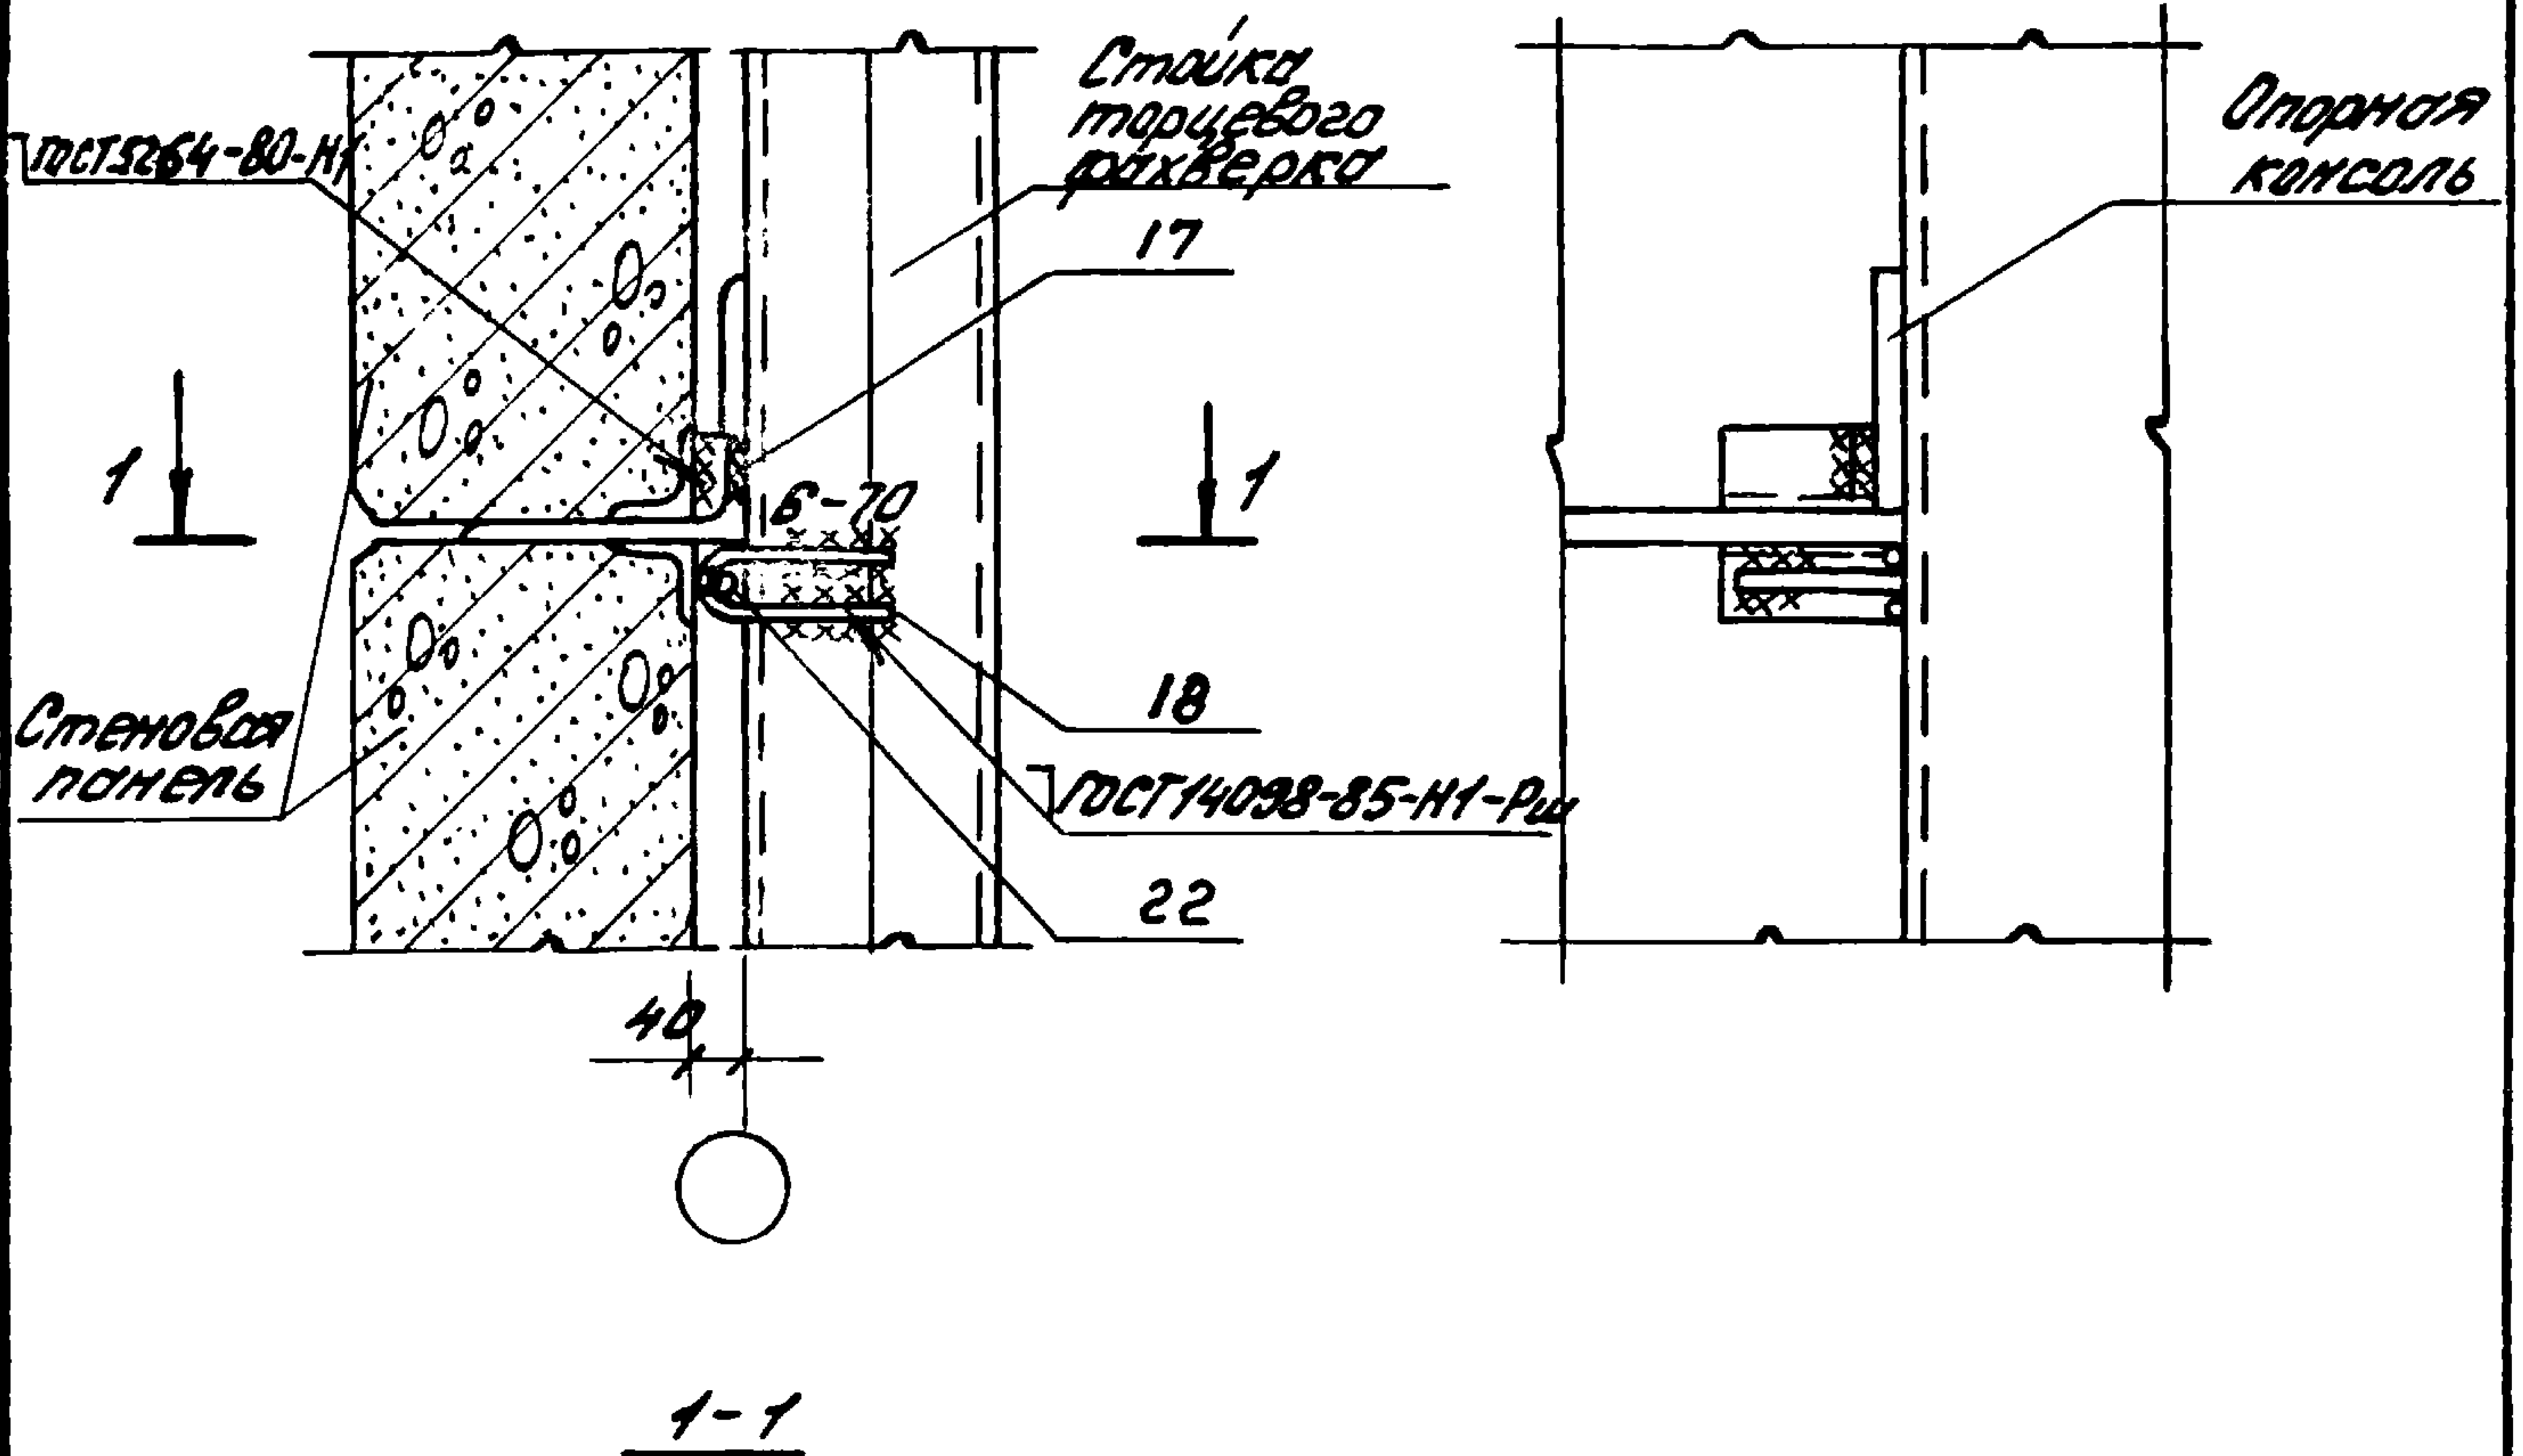 Стойка
торцевого
фахверка
Опорная
консоль
ГОСТ5264-80-Н1
17
1
1
6-70
18
Стеновая
панель
ГОСТ14098-85-Н1-Рш
22
40
1-1